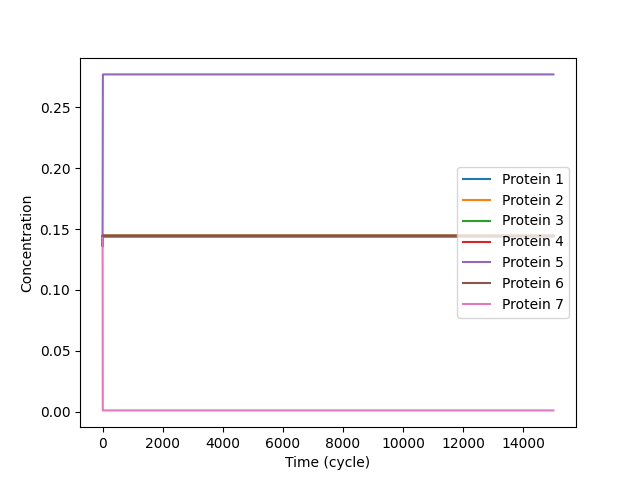 0.25
0.20
0.15
0.10
0.05
0.00
Concentration
Protein 1
Protein 2
Protein 3
Protein 4
Protein 5
Protein 6
Protein 7
0 2000 4000 6000 8000 10000 12000 14000
Time (cycle)